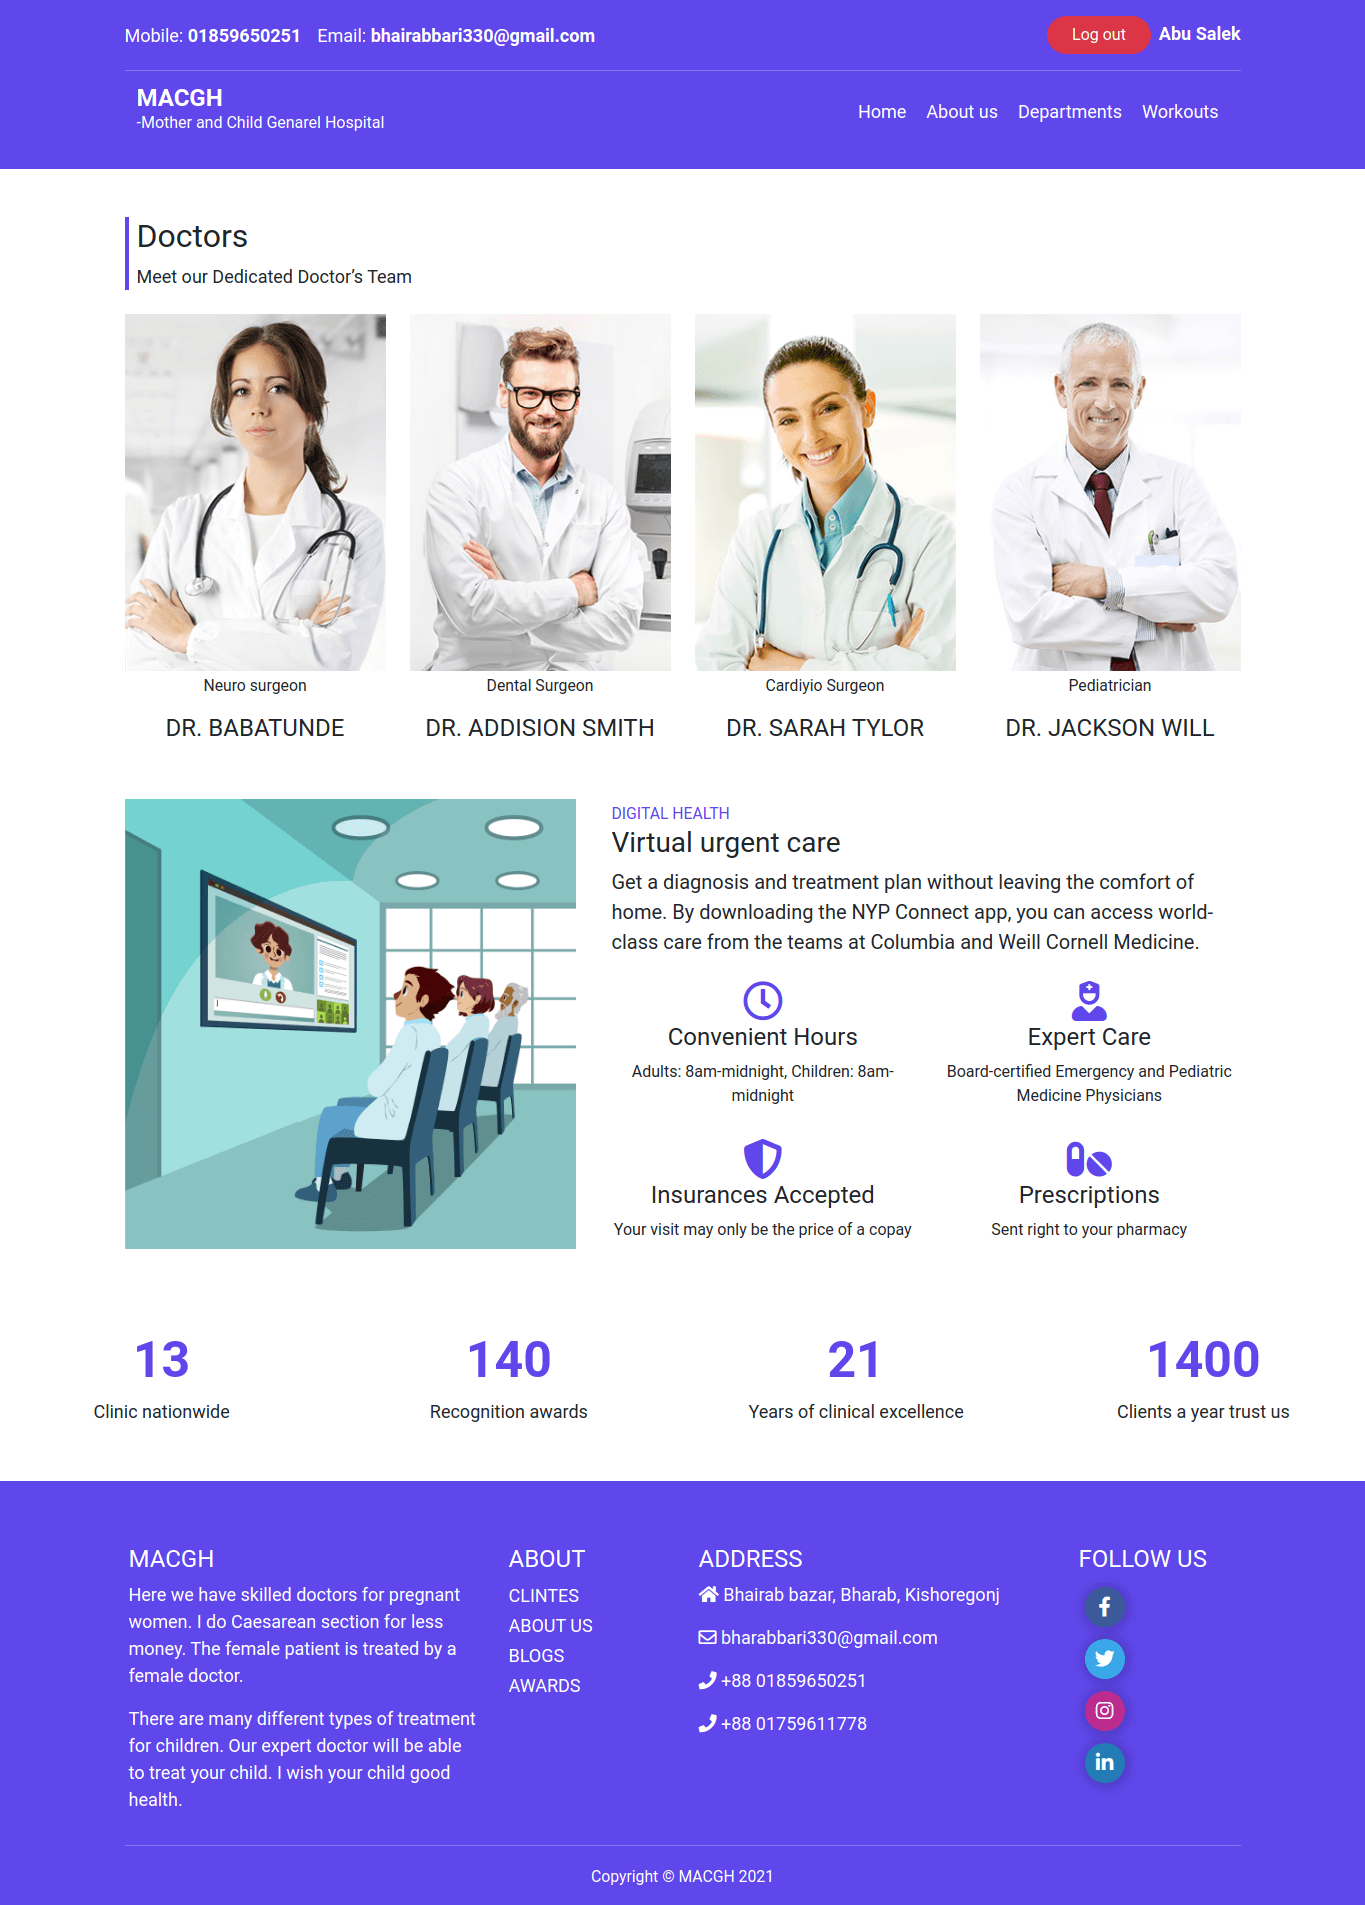 Mobile: 01859650251 Email: bhairabbari330@gmail.com
Log out Abu Salek
MACGH
-Mother and Child Genarel Hospital
Home About us Departments Workouts
Doctors
Meet our Dedicated Doctor’s Team
Neuro surgeon
DR. BABATUNDE
Dental Surgeon
DR. ADDISION SMITH
Cardiyio Surgeon
DR. SARAH TYLOR
Pediatrician
DR. JACKSON WILL
DIGITAL HEALTH
Virtual urgent care
Get a diagnosis and treatment plan without leaving the comfort of
home. By downloading the NYP Connect app, you can access world-
class care from the teams at Columbia and Weill Cornell Medicine.
Convenient Hours
Adults: 8am-midnight, Children: 8am-
midnight
Expert Care
Board-certified Emergency and Pediatric
Medicine Physicians
Insurances Accepted
Your visit may only be the price of a copay
Prescriptions
Sent right to your pharmacy
13
Clinic nationwide
140
Recognition awards
21
Years of clinical excellence
1400
Clients a year trust us
MACGH
Here we have skilled doctors for pregnant
women. I do Caesarean section for less
money. The female patient is treated by a
female doctor.
There are many different types of treatment
for children. Our expert doctor will be able
to treat your child. I wish your child good
health.
ABOUT
CLINTES
ABOUT US
BLOGS
AWARDS
ADDRESS
Bhairab bazar, Bharab, Kishoregonj
bharabbari330@gmail.com
+88 01859650251
+88 01759611778
FOLLOW US
Copyright © MACGH 2021